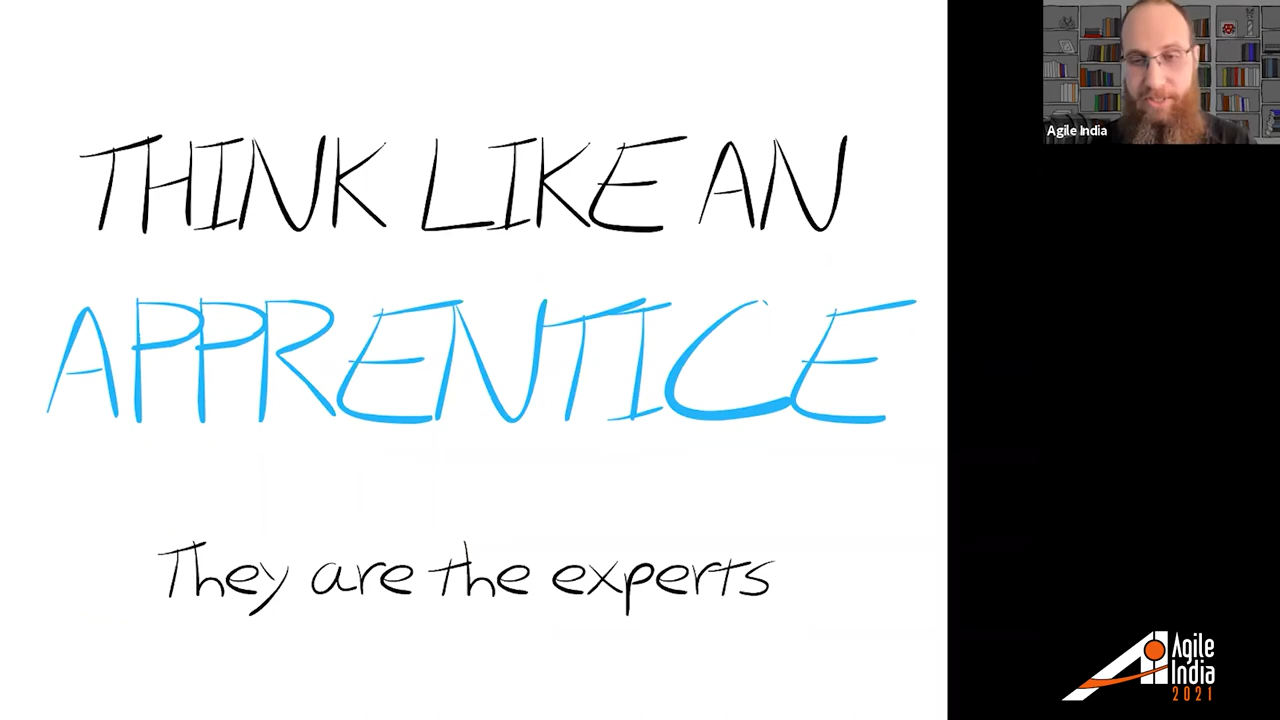 THINK LIKE AN
APPRENTICE
They are the experts
Agile India
Agile
India
2021